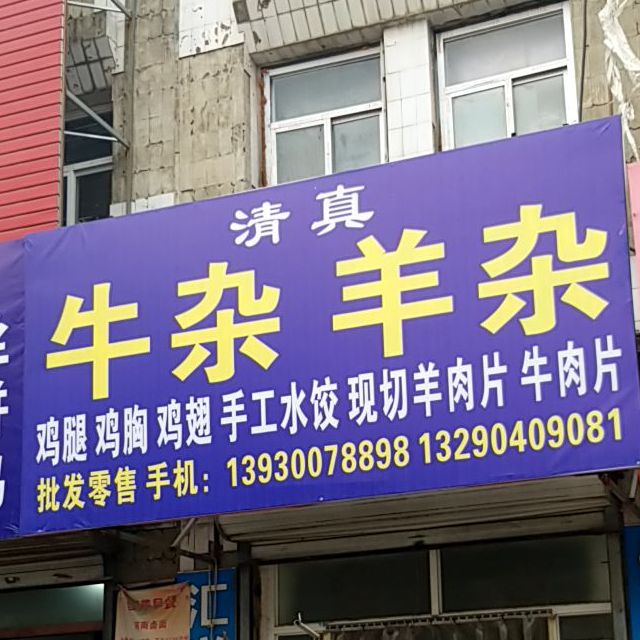 清真
牛杂 羊杂
鸡腿 鸡胸 鸡翅 手工水饺 现切羊肉片 牛肉片
批发零售 手机：13930078898 13290409081
汇